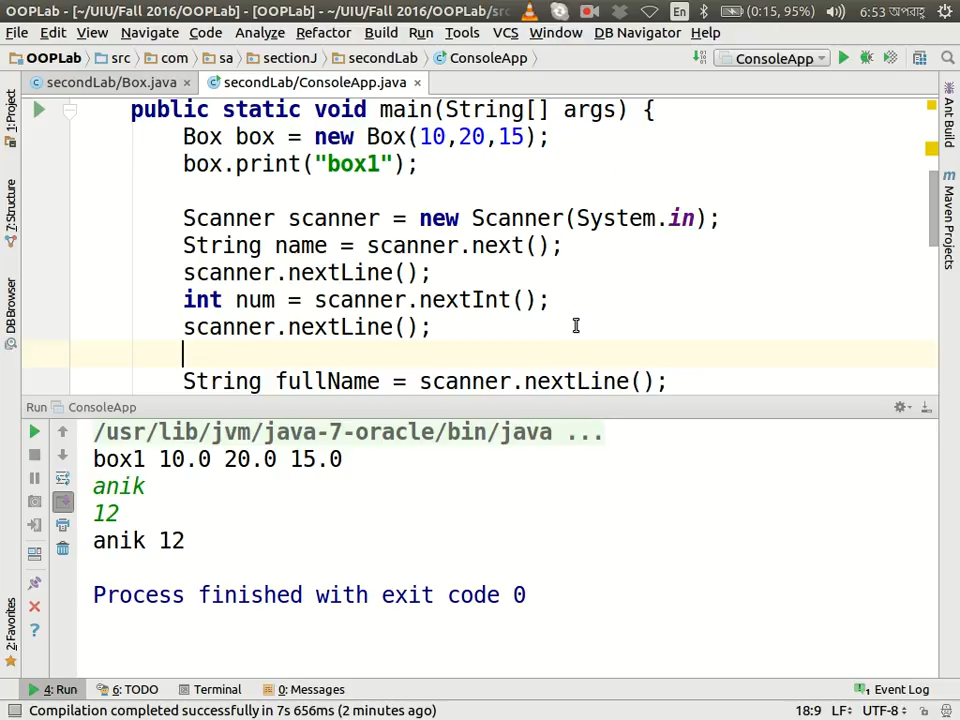 OOPLab - [~/UIU/Fall 2016/OOPLab] - [OOPLab] - ~/UIU/Fall 2016/OOPLab/src
En (0:15, 95%) 6:53 অপরাহ্ণ
File Edit View Navigate Code Analyze Refactor Build Run Tools VCS Window DB Navigator Help
OOPLab src com sa sectionJ secondLab ConsoleApp ConsoleApp
secondLab/Box.java × secondLab/ConsoleApp.java ×
public static void main(String[] args) {
Box box = new Box(10,20,15);
box.print("box1");
Scanner scanner = new Scanner(System.in);
String name = scanner.next();
scanner.nextLine();
int num = scanner.nextInt();
scanner.nextLine();
String fullName = scanner.nextLine();
1:Project
7:Structure
DB Browser
2:Favorites
Ant Build
Maven Projects
Run ConsoleApp
/usr/lib/jvm/java-7-oracle/bin/java ...
box1 10.0 20.0 15.0
anik
12
anik 12
Process finished with exit code 0
4: Run 6: TODO Terminal 0: Messages 1 Event Log
Compilation completed successfully in 7s 656ms (2 minutes ago) 18:9 LF÷ UTF-8÷